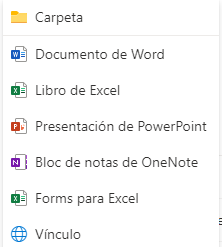 Carpeta
Documento de Word
Libro de Excel
Presentación de PowerPoint
Bloc de notas de OneNote
Forms para Excel
Vínculo